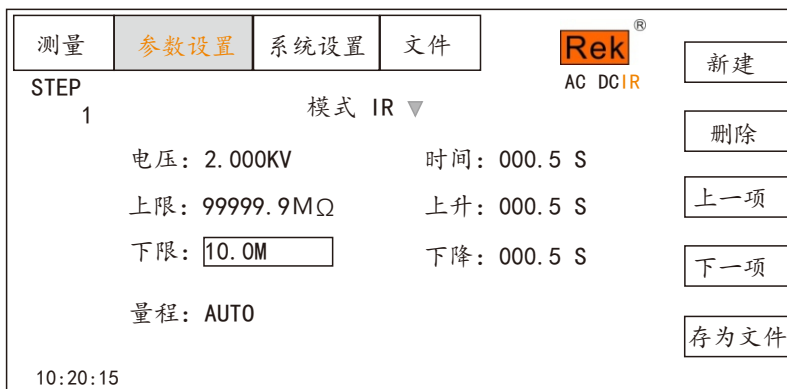 测量 参数设置 系统设置 文件 Rek® 新建
STEP AC DCIR
1 模式 IR ▼ 删除
电压: 2.000KV 时间: 000.5 S
上限: 99999.9MΩ 上升: 000.5 S 上一项
下限: 10.0M 下降: 000.5 S 下一项
量程: AUTO 存为文件
10:20:15